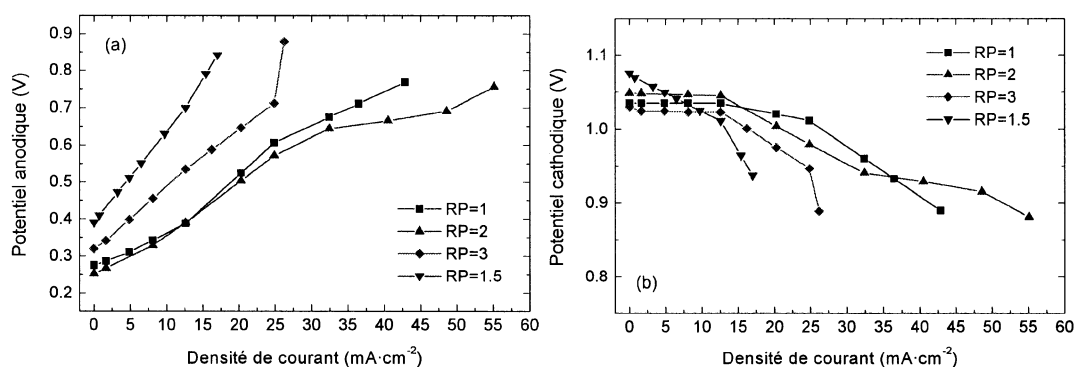 (a)
Potentiel anodique (V)
0.9
0.8
0.7
0.6
0.5
0.4
0.3
0.2
RP=1
RP=2
RP=3
RP=1.5
0 5 10 15 20 25 30 35 40 45 50 55 60
Densité de courant (mA·cm-2)
(b)
Potentiel cathodique (V)
1.1
1.0
0.9
0.8
RP=1
RP=2
RP=3
RP=1.5
0 5 10 15 20 25 30 35 40 45 50 55 60
Densité de courant (mA·cm-2)